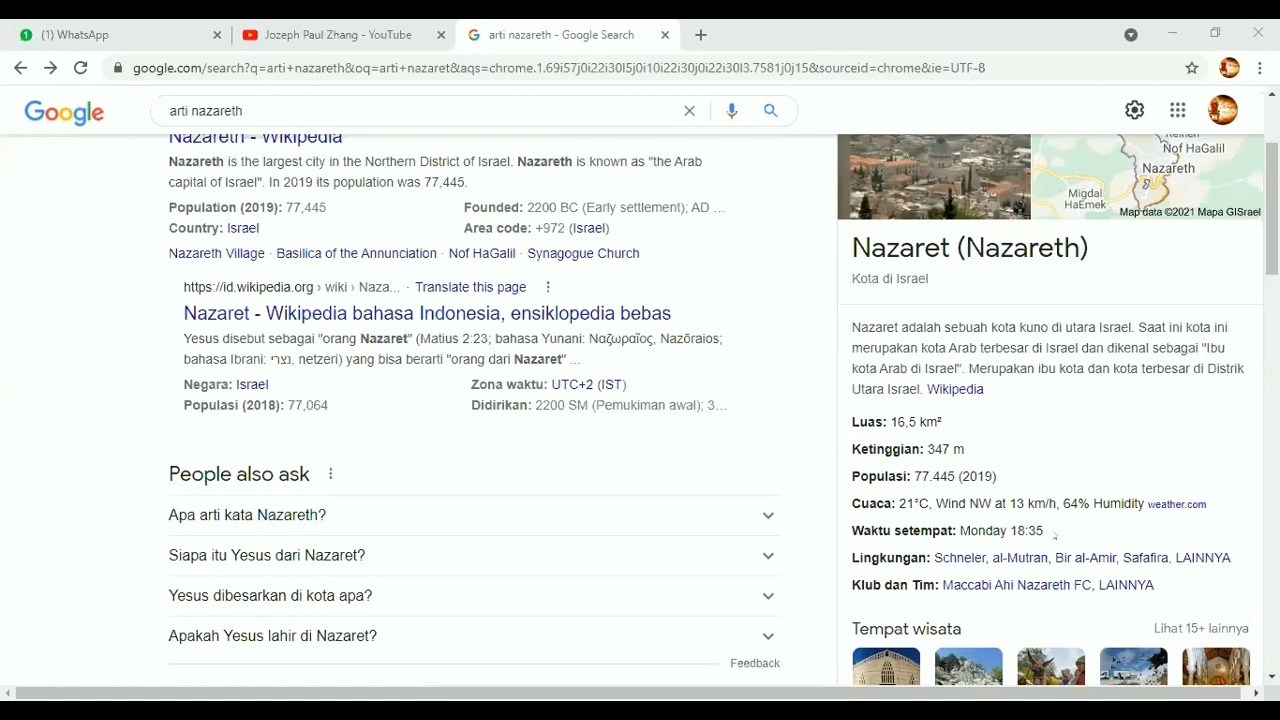 (1) WhatsApp
Jozeph Paul Zhang - YouTube
arti nazareth - Google Search
google.com/search?q=arti+nazareth&oq=arti+nazaret&aqs=chrome.1.69i57j0i22i30l5j0i10i22i30j0i22i30l3.7581j0j15&sourceid=chrome&ie=UTF-8
Google
arti nazareth
Nazareth - Wikipedia
Nazareth is the largest city in the Northern District of Israel. Nazareth is known as "the Arab
capital of Israel". In 2019 its population was 77,445.
Population (2019): 77,445
Founded: 2200 BC (Early settlement); AD ...
Country: Israel
Area code: +972 (Israel)
Nazareth Village · Basilica of the Annunciation · Nof HaGalil · Synagogue Church
https://id.wikipedia.org › wiki › Naza... · Translate this page
Nazaret - Wikipedia bahasa Indonesia, ensiklopedia bebas
Yesus disebut sebagai "orang Nazaret" (Matius 2:23; bahasa Yunani: Ναζωραῖος, Nazōraios;
bahasa Ibrani: נצרי, netzeri) yang bisa berarti "orang dari Nazaret" ...
Negara: Israel
Zona waktu: UTC+2 (IST)
Populasi (2018): 77,064
Didirikan: 2200 SM (Pemukiman awal); 3...
People also ask
Apa arti kata Nazareth?
Siapa itu Yesus dari Nazaret?
Yesus dibesarkan di kota apa?
Apakah Yesus lahir di Nazaret?
Feedback
Nof HaGalil
Nazareth
Migdal
HaEmek
Map data ©2021 Mapa GISrael
Nazaret (Nazareth)
Kota di Israel
Nazaret adalah sebuah kota kuno di utara Israel. Saat ini kota ini
merupakan kota Arab terbesar di Israel dan dikenal sebagai "Ibu
kota Arab di Israel". Merupakan ibu kota dan kota terbesar di Distrik
Utara Israel. Wikipedia
Luas: 16,5 km²
Ketinggian: 347 m
Populasi: 77.445 (2019)
Cuaca: 21°C, Wind NW at 13 km/h, 64% Humidity weather.com
Waktu setempat: Monday 18:35
Lingkungan: Schneler, al-Mutran, Bir al-Amir, Safafira, LAINNYA
Klub dan Tim: Maccabi Ahi Nazareth FC, LAINNYA
Tempat wisata
Lihat 15+ lainnya